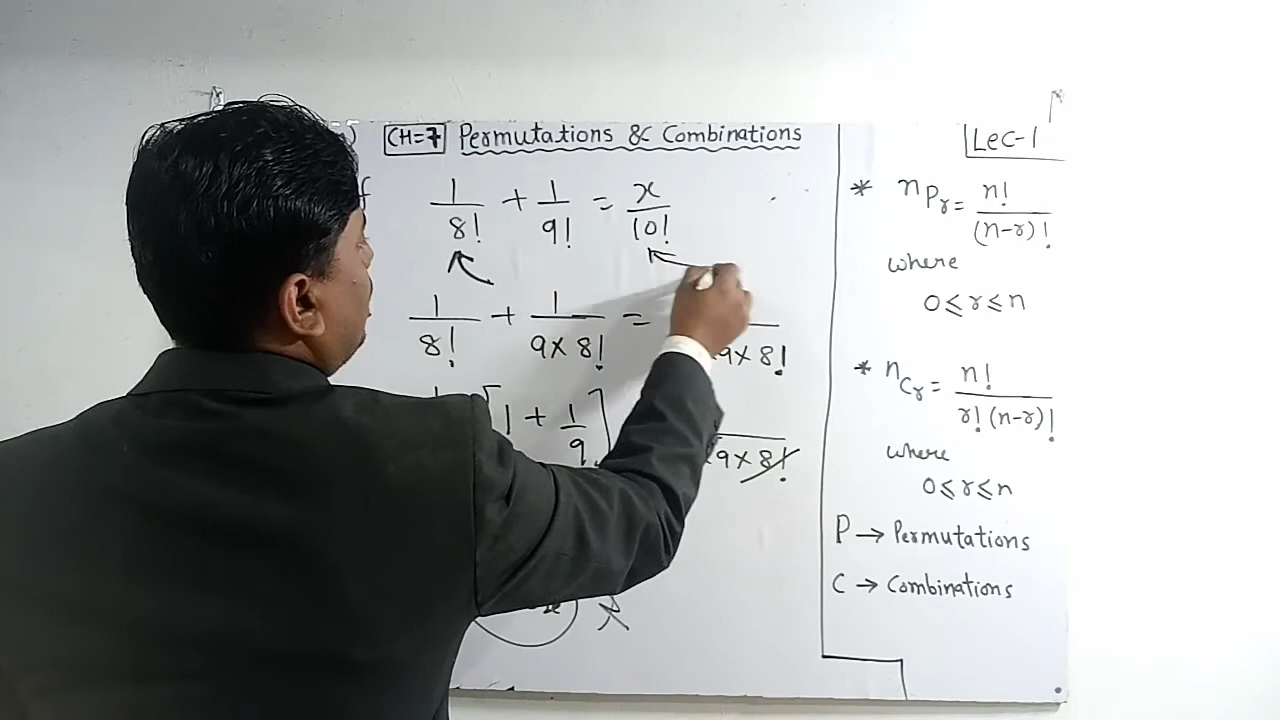 CH=7 Permutations & Combinations
Lec-1
f 1/8! + 1/9! = x/10!
1/8! + 1/9×8! =
9×8!
[1 + 1/9]
9×8!
* nPr = n!/(n-r)!
where
0≤r≤n
* nCr = n!/r!(n-r)!
where
0≤r≤n
P → Permutations
C → Combinations